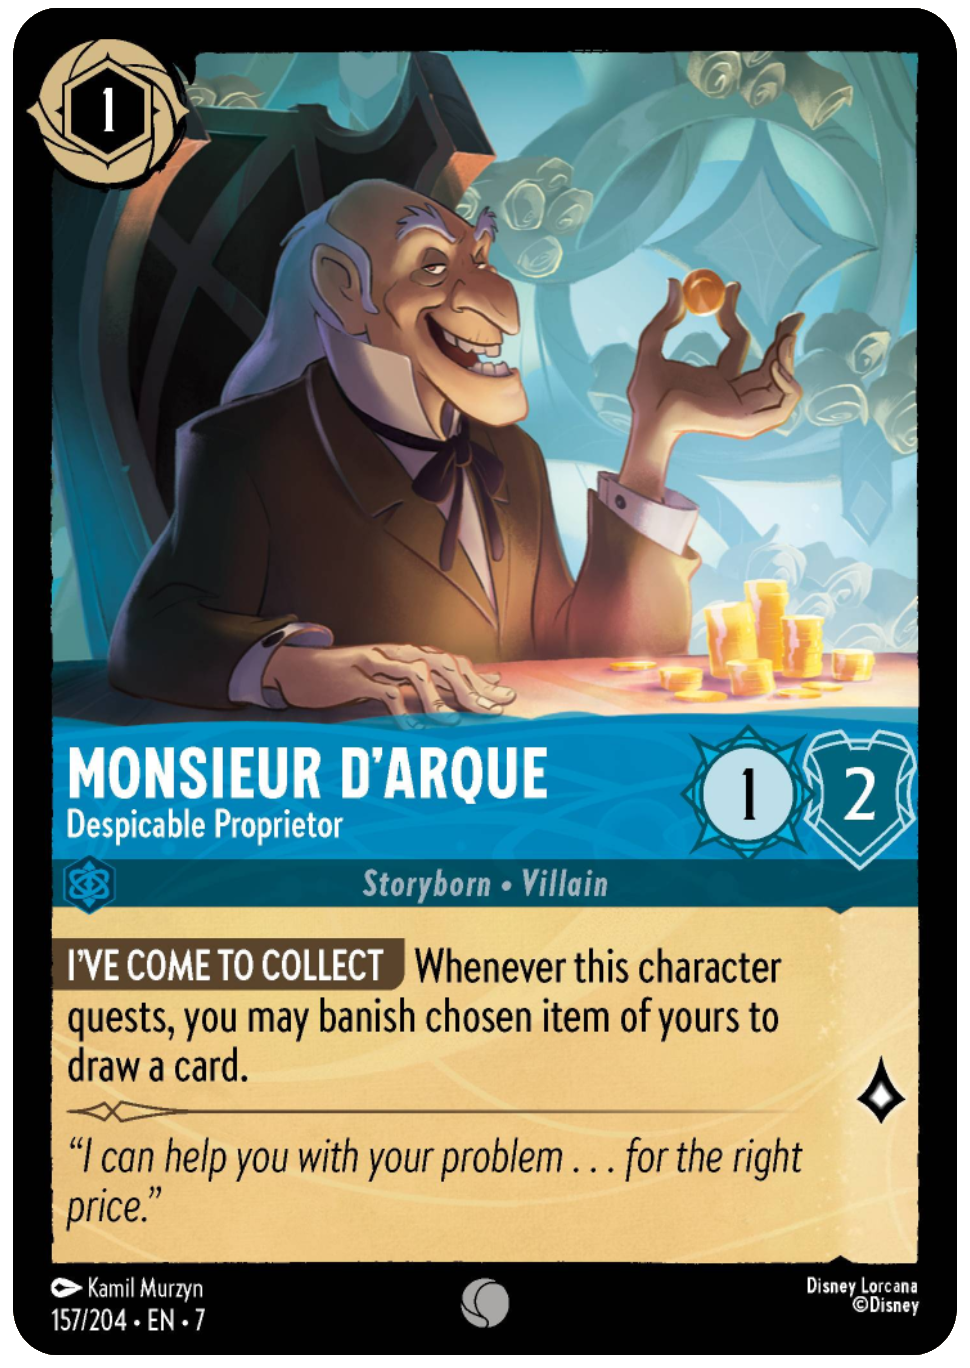 1
MONSIEUR D’ARQUE
Despicable Proprietor
1
2
Storyborn • Villain
I’VE COME TO COLLECT Whenever this character
quests, you may banish chosen item of yours to
draw a card.
“I can help you with your problem . . . for the right
price.”
Kamil Murzyn
157/204 • EN • 7
Disney Lorcana
©Disney